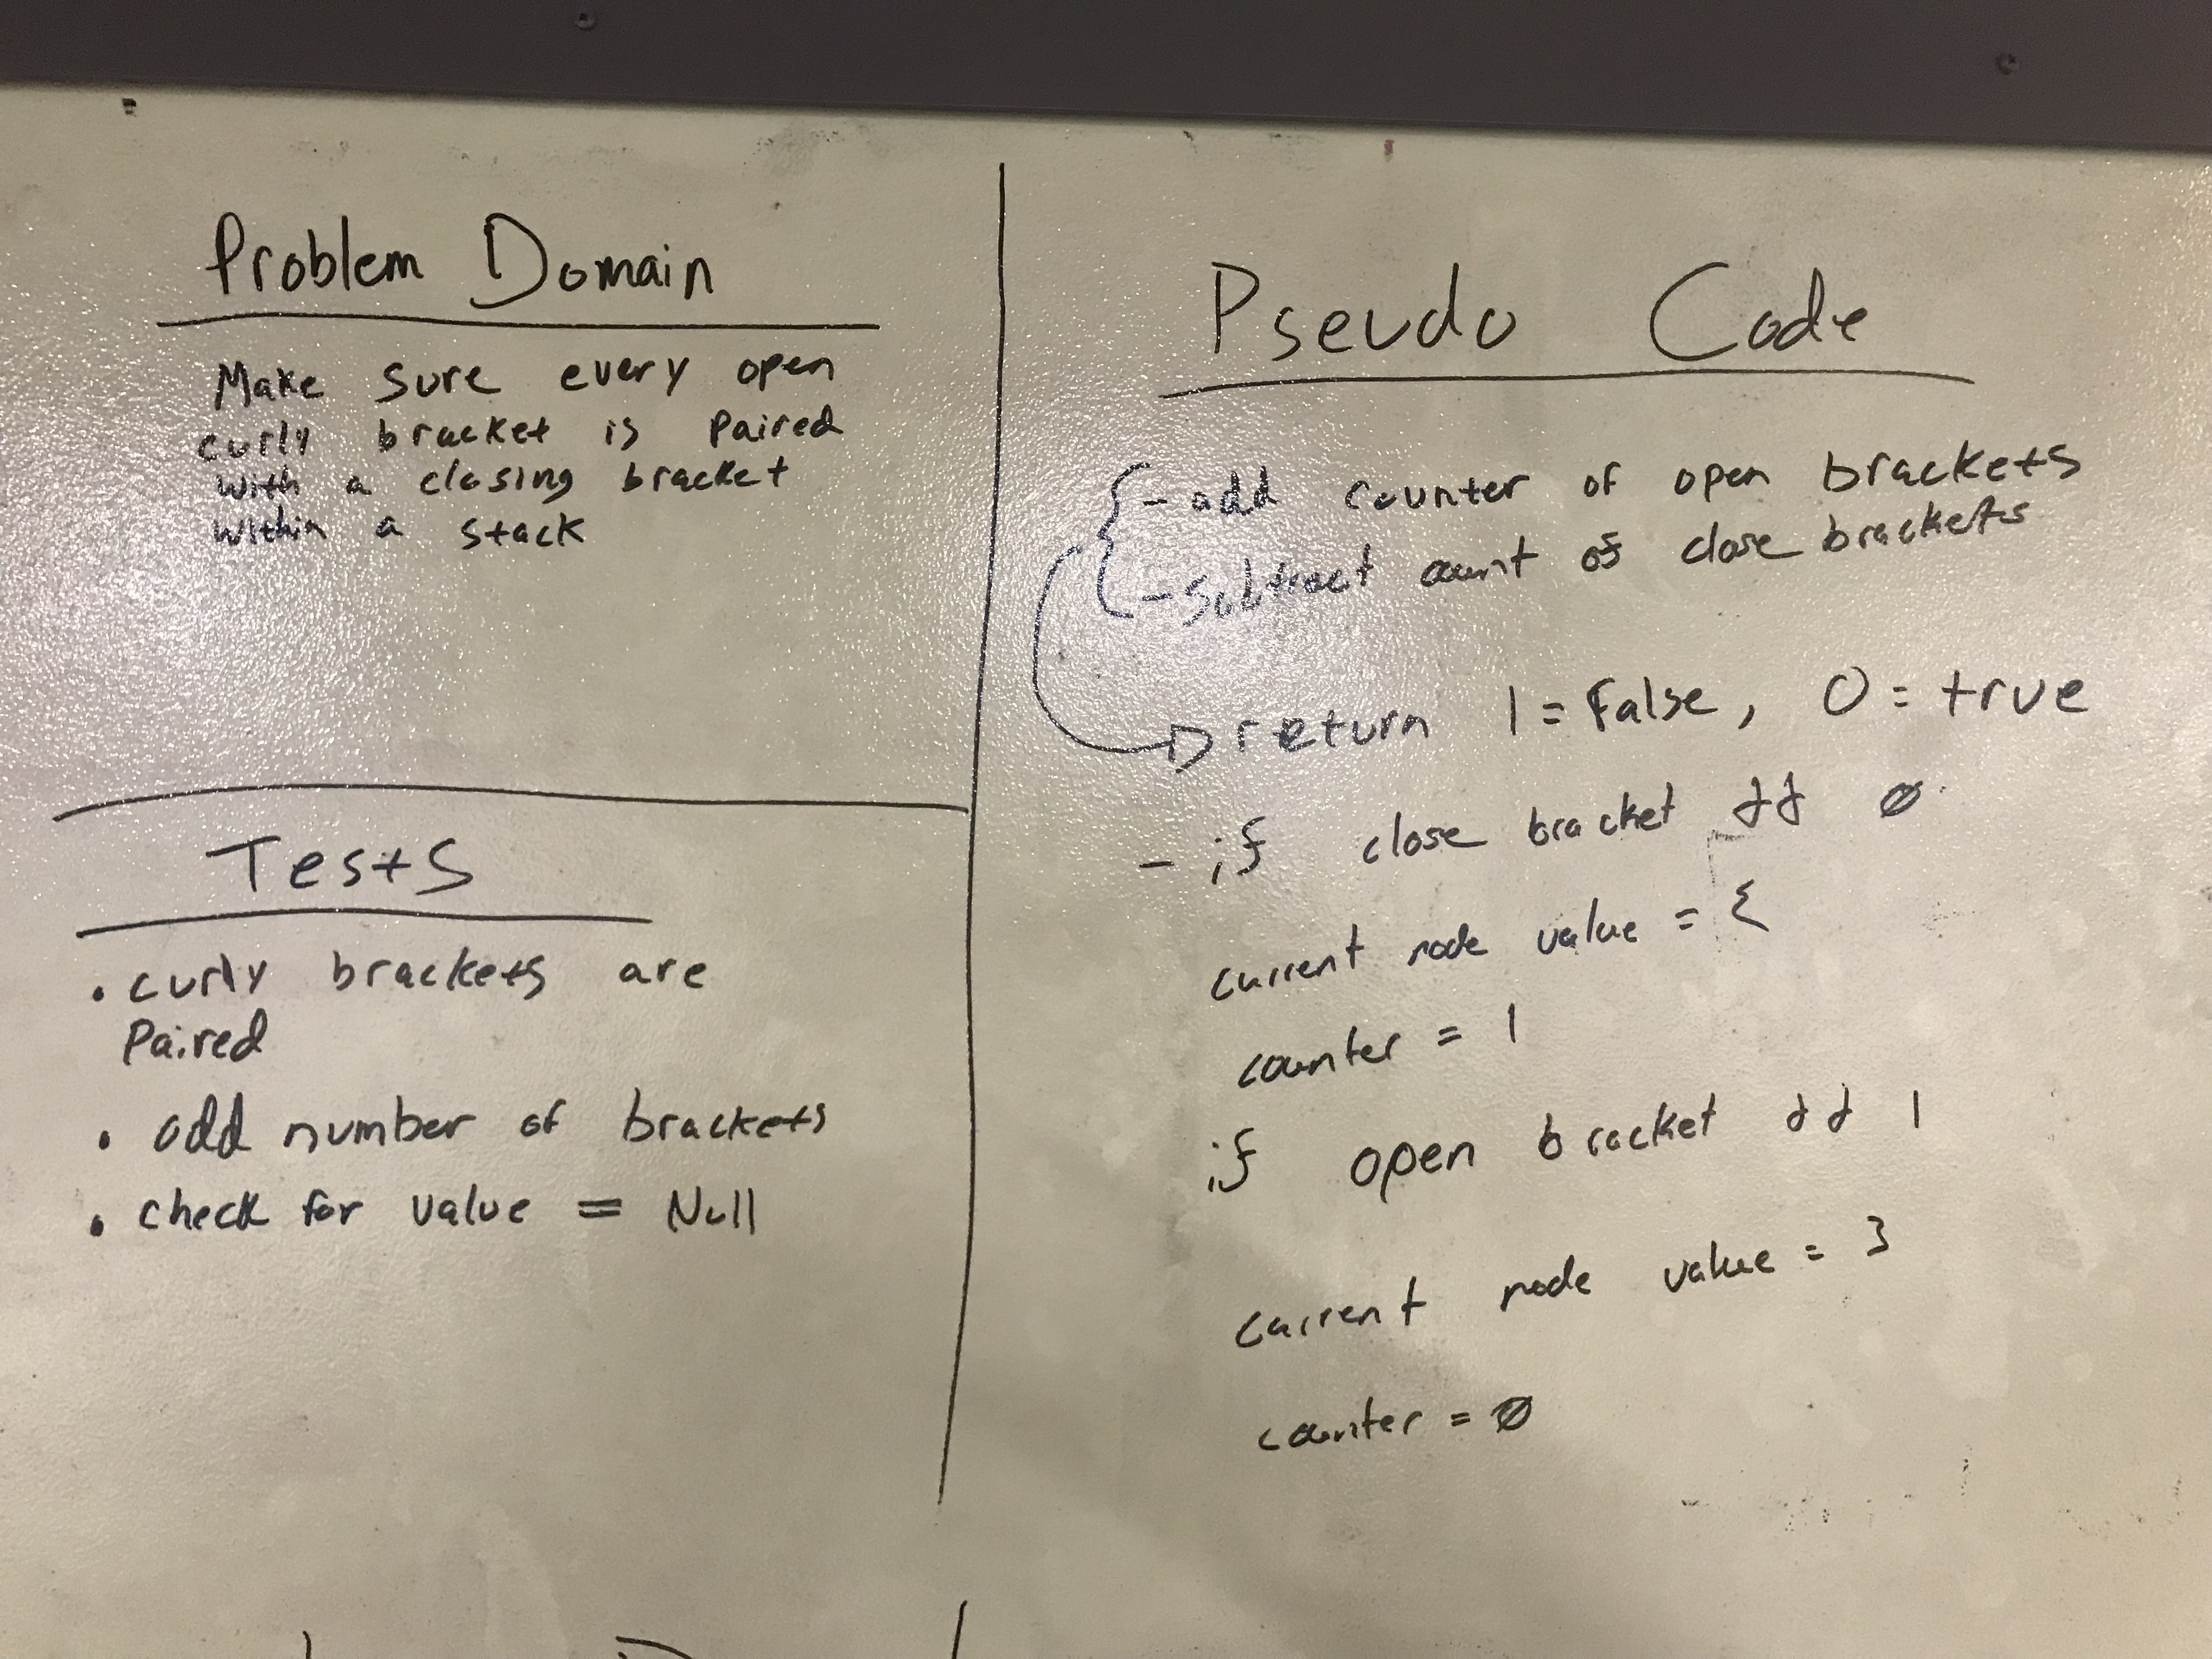 Problem Domain
Make sure every open
curly bracket is paired
with a closing bracket
within a stack
Tests
• curly brackets are
Paired
• odd number of brackets
• check for value = Null
Pseudo Code
{ - add counter of open brackets
- subtract count of close brackets
return 1 = False, 0 = true
- if close bracket && 0
current node value = {
counter = 1
if open bracket && 1
current node value = }
counter = 0